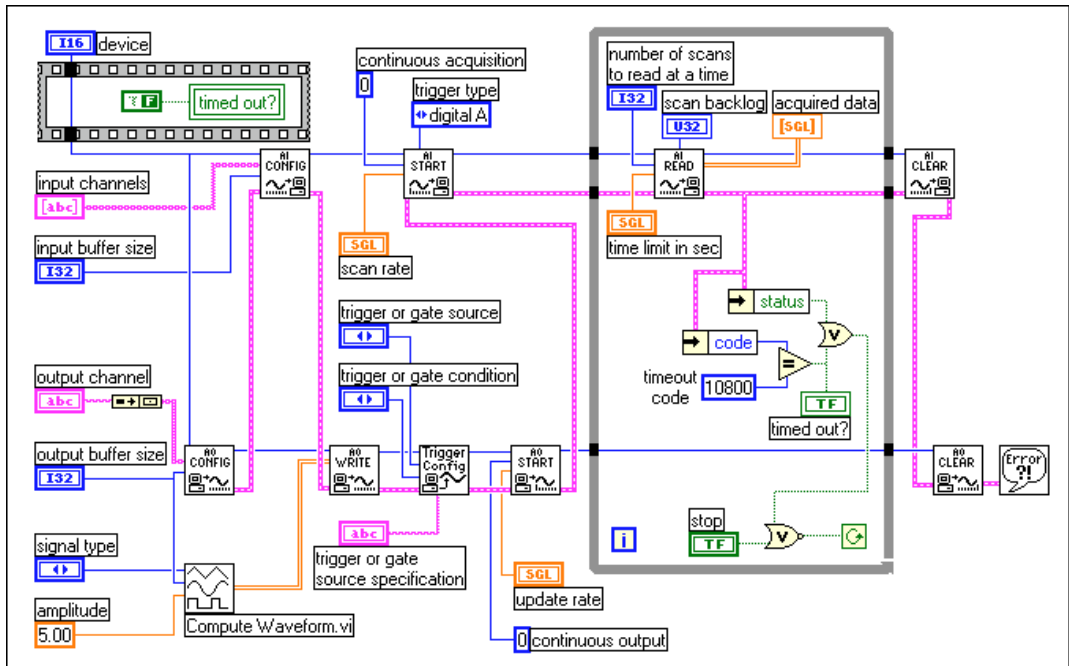 I16 device
F timed out?
input channels
[abc]
input buffer size
I32
AI
CONFIG
continuous acquisition
0
trigger type
digital A
AI
START
SGL
scan rate
number of scans
to read at a time
I32
scan backlog
U32
acquired data
[SGL]
AI
READ
SGL
time limit in sec
AI
CLEAR
status
V
code
=
timeout
code
10800
TF
timed out?
trigger or gate source
trigger or gate condition
output channel
abc
output buffer size
I32
AO
CONFIG
AO
WRITE
Trigger
Config
AO
START
AO
CLEAR
Error
?!
abc
trigger or gate
source specification
signal type
amplitude
5.00
Compute Waveform.vi
SGL
update rate
0 continuous output
i
stop
TF
V